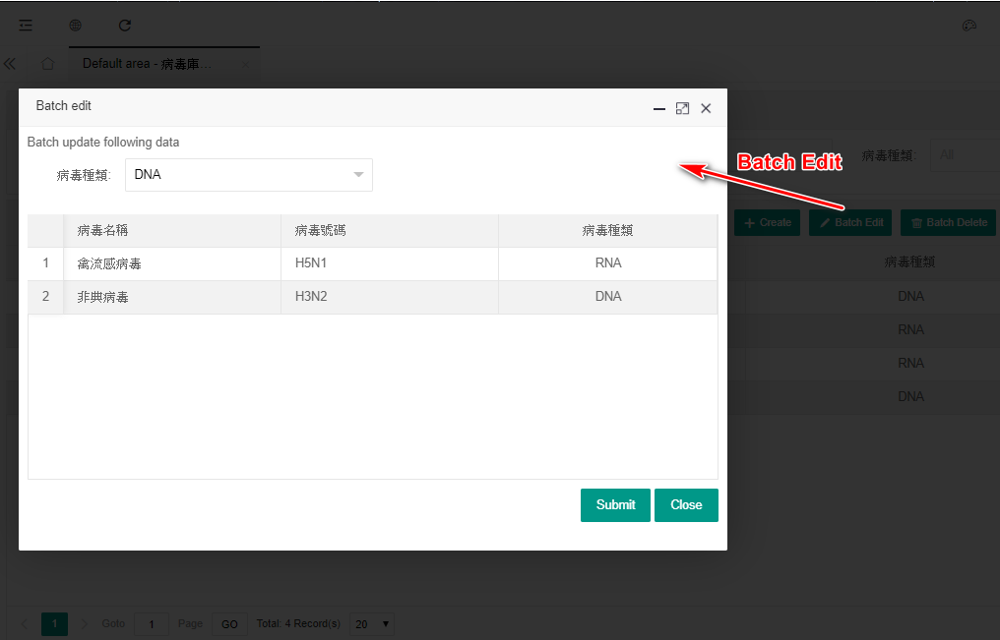 Default area - 病毒庫...
Batch edit
Batch update following data
病毒種類: DNA
病毒名稱 病毒號碼 病毒種類
1 禽流感病毒 H5N1 RNA
2 非典病毒 H3N2 DNA
Submit Close
Batch Edit
病毒種類: All
Create Batch Edit Batch Delete
病毒種類
DNA
RNA
RNA
DNA
1 Goto 1 Page GO Total: 4 Record(s) 20